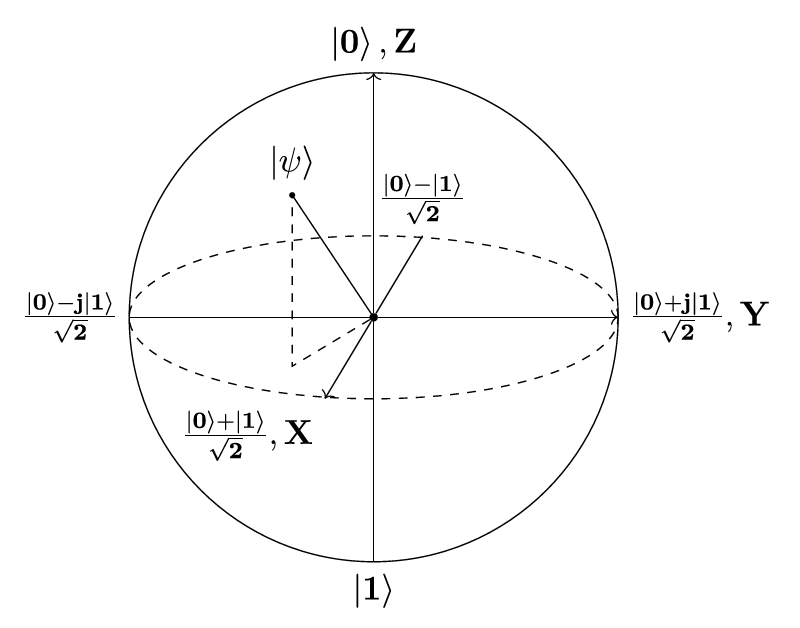 |0⟩, Z
|ψ⟩
|0⟩−|1⟩/√2
|0⟩−j|1⟩/√2
|0⟩+j|1⟩/√2, Y
|0⟩+|1⟩/√2, X
|1⟩